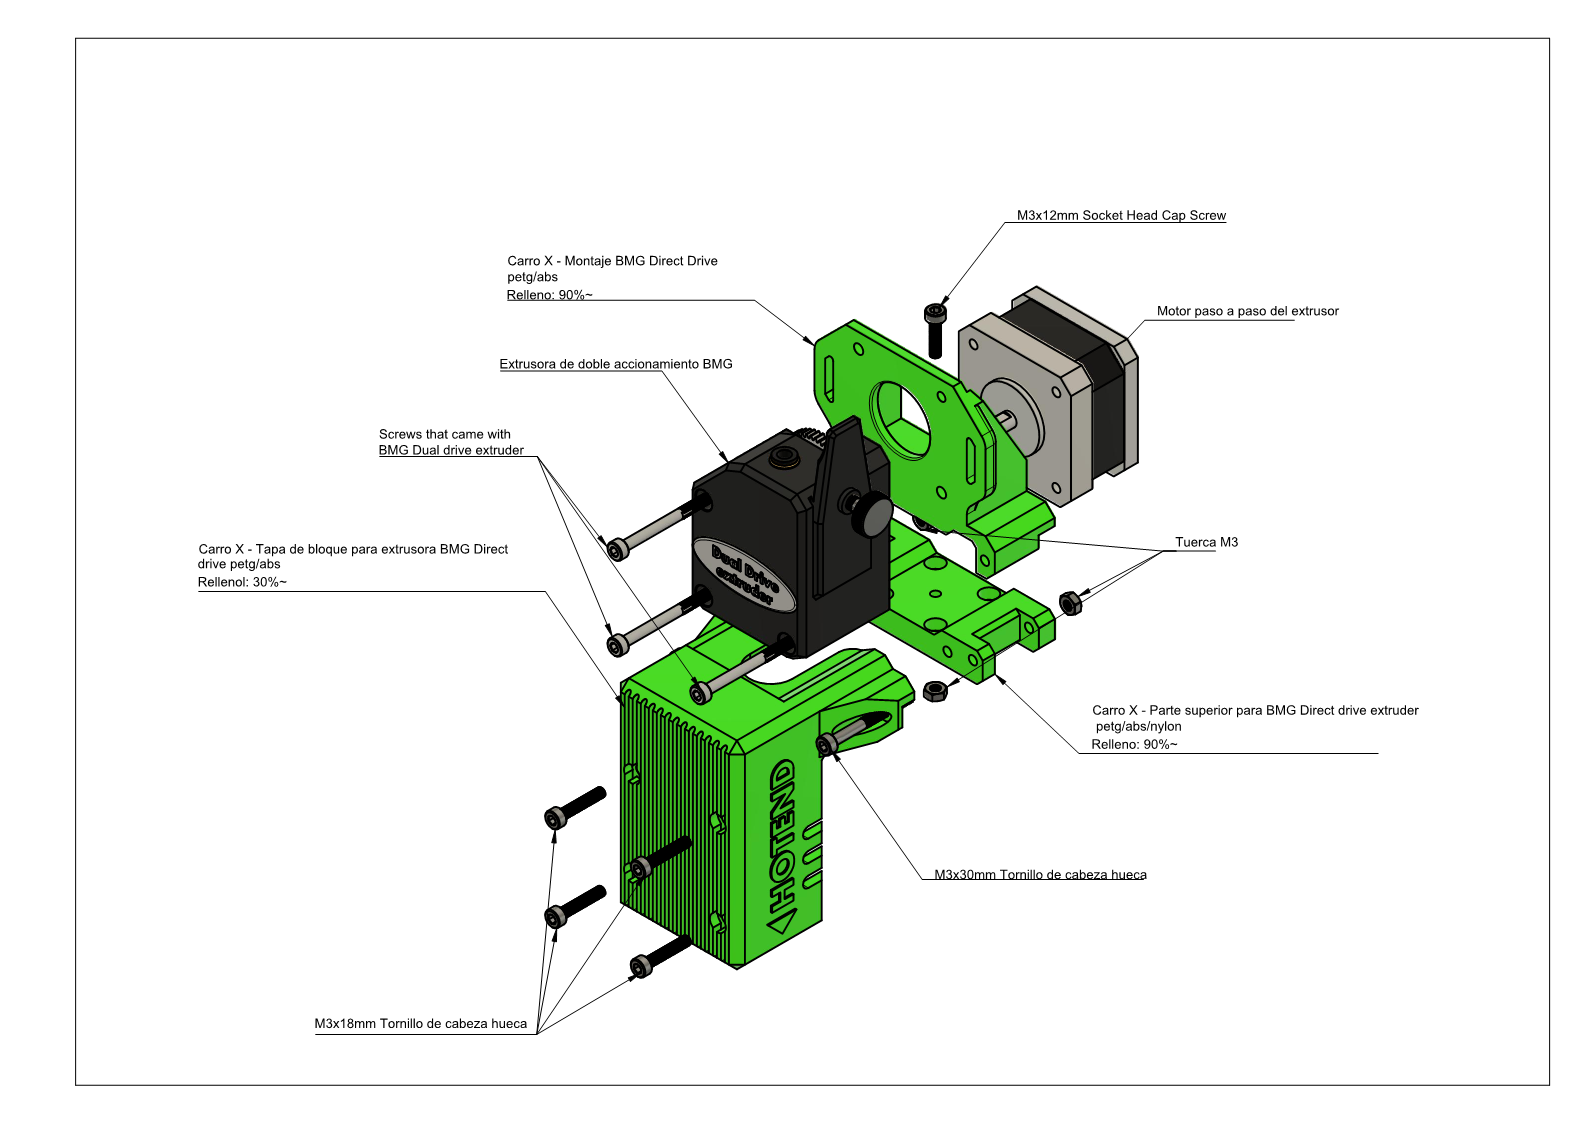 M3x12mm Socket Head Cap Screw
Carro X - Montaje BMG Direct Drive
petg/abs
Relleno: 90%~
Motor paso a paso del extrusor
Extrusora de doble accionamiento BMG
Screws that came with
BMG Dual drive extruder
Carro X - Tapa de bloque para extrusora BMG Direct
drive petg/abs
Rellenol: 30%~
Tuerca M3
Dual Drive
extruder
Carro X - Parte superior para BMG Direct drive extruder
petg/abs/nylon
Relleno: 90%~
HOTEND
M3x30mm Tornillo de cabeza hueca
M3x18mm Tornillo de cabeza hueca